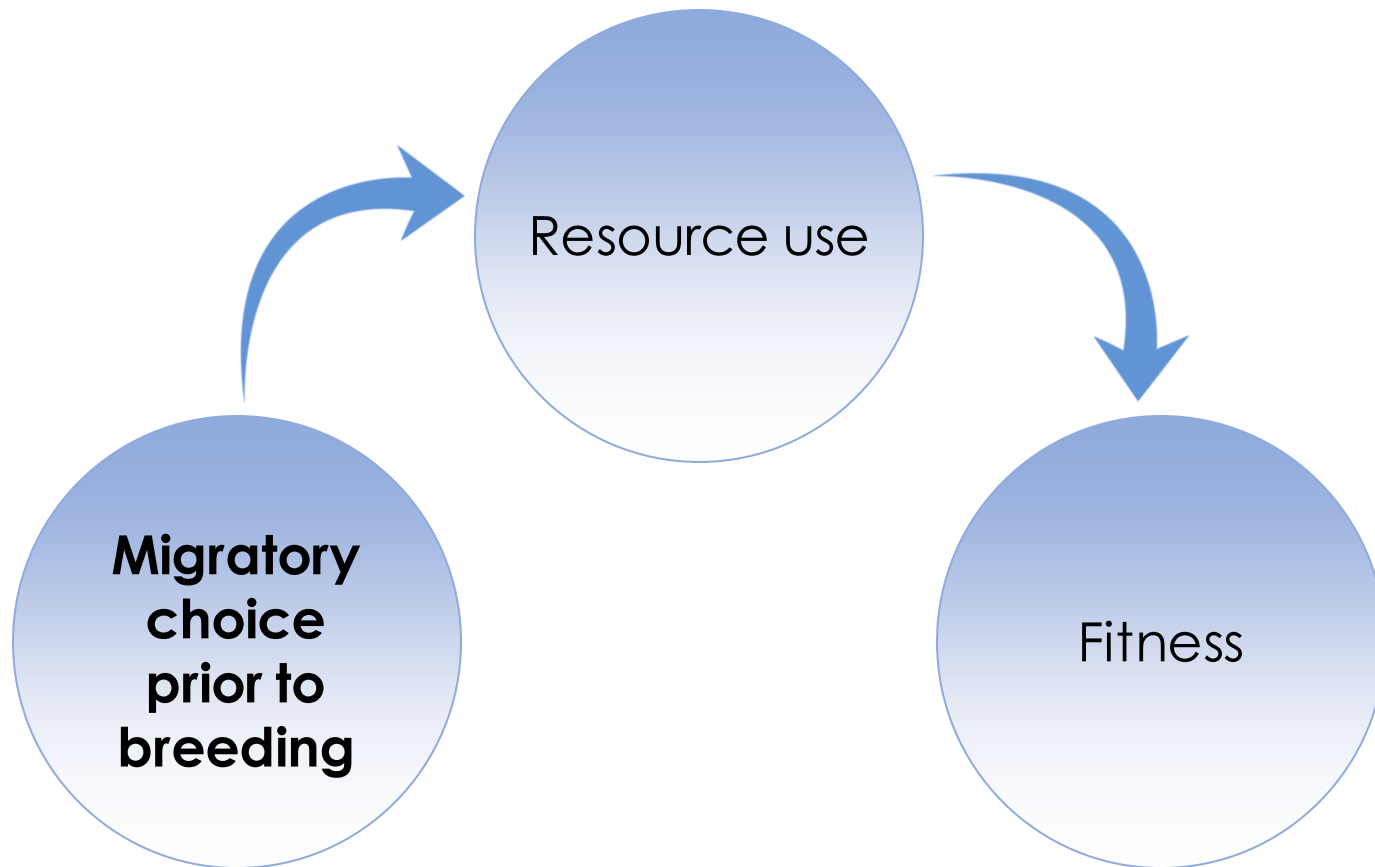 Resource use
Migratory
choice
prior to
breeding
Fitness